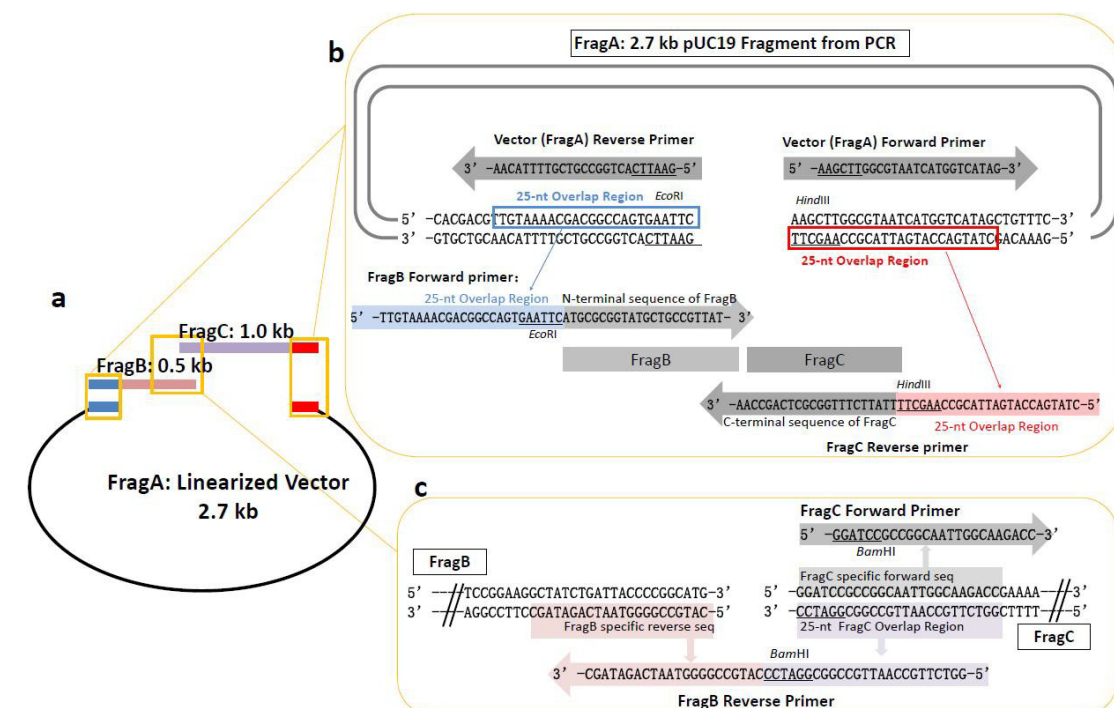 b
FragA: 2.7 kb pUC19 Fragment from PCR
Vector (FragA) Reverse Primer
3’ -AACATTTTGCTGCCGGTCACTTAAG-5’
Vector (FragA) Forward Primer
5’ -AAGCTTGGCGTAATCATGGTCATAG-3’
25-nt Overlap Region
EcoRI
5’ -CACGACGTTGTAAAACGACGGCCAGTGAATTC
3’ -GTGCTGCAACATTTTGCTGCCGGTCACTTAAG
HindIII
AAGCTTGGCGTAATCATGGTCATAGCTGTTTC-3’
TTCGAACCGCATTAGTACCAGTATCGACAAAG-5’
25-nt Overlap Region
FragB Forward primer:
25-nt Overlap Region
N-terminal sequence of FragB
5’ -TTGTAAAACGACGGCCAGTGAATTCATGCGCGGTATGCTGCCGTTAT- 3’
EcoRI
FragB
FragC
HindIII
3’ -AACCGACTCGCGGTTTCTTATTTTCGAACCGCATTAGTACCAGTATC-5’
C-terminal sequence of FragC
25-nt Overlap Region
FragC Reverse primer
a
FragC: 1.0 kb
FragB: 0.5 kb
FragA: Linearized Vector
2.7 kb
c
FragC Forward Primer
5’ -GGATCCGCCGGCAATTGGCAAGACC-3’
BamHI
FragB
5’ —TCCGGAAGGCTATCTGATTACCCCGGCATG-3’
3’ —AGGCCTTCCGATAGACTAATGGGGCCGTAC-5’
FragB specific reverse seq
FragC specific forward seq
5’ -GGATCCGCCGGCAATTGGCAAGACCGAAAA—3’
3’ -CCTAGGCGGCCGTTAACCGTTCTGGCTTTT—5’
25-nt FragC Overlap Region
FragC
BamHI
3’ -CGATAGACTAATGGGGCCGTACCCTAGGCGGCCGTTAACCGTTCTGG-5’
FragB Reverse Primer